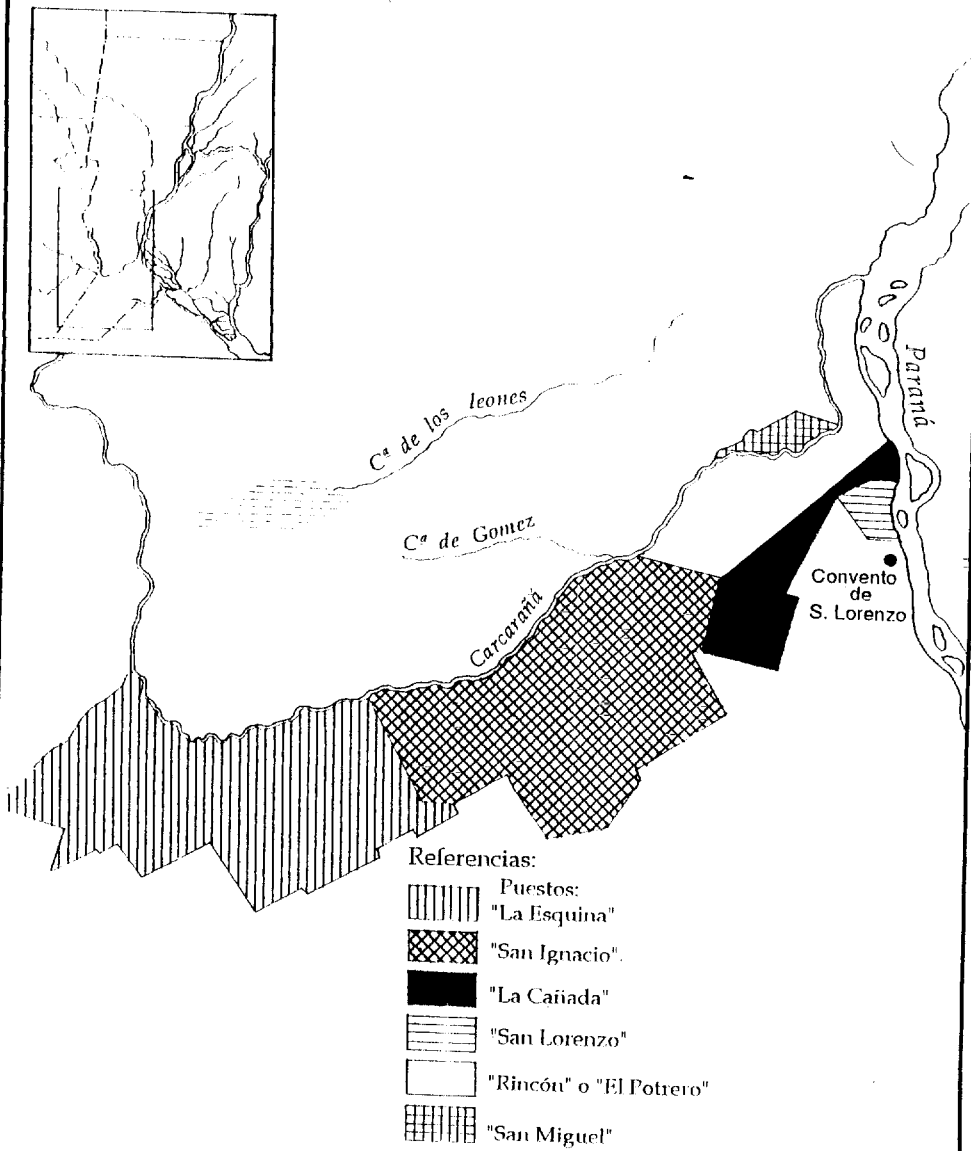 Cª de los leones
Paraná
Cª de Gomez
Carcarañá
Convento
de
S. Lorenzo
Referencias:
Puestos:
"La Esquina"
"San Ignacio".
"La Cañada"
"San Lorenzo"
"Rincón" o "El Potrero"
"San Miguel"